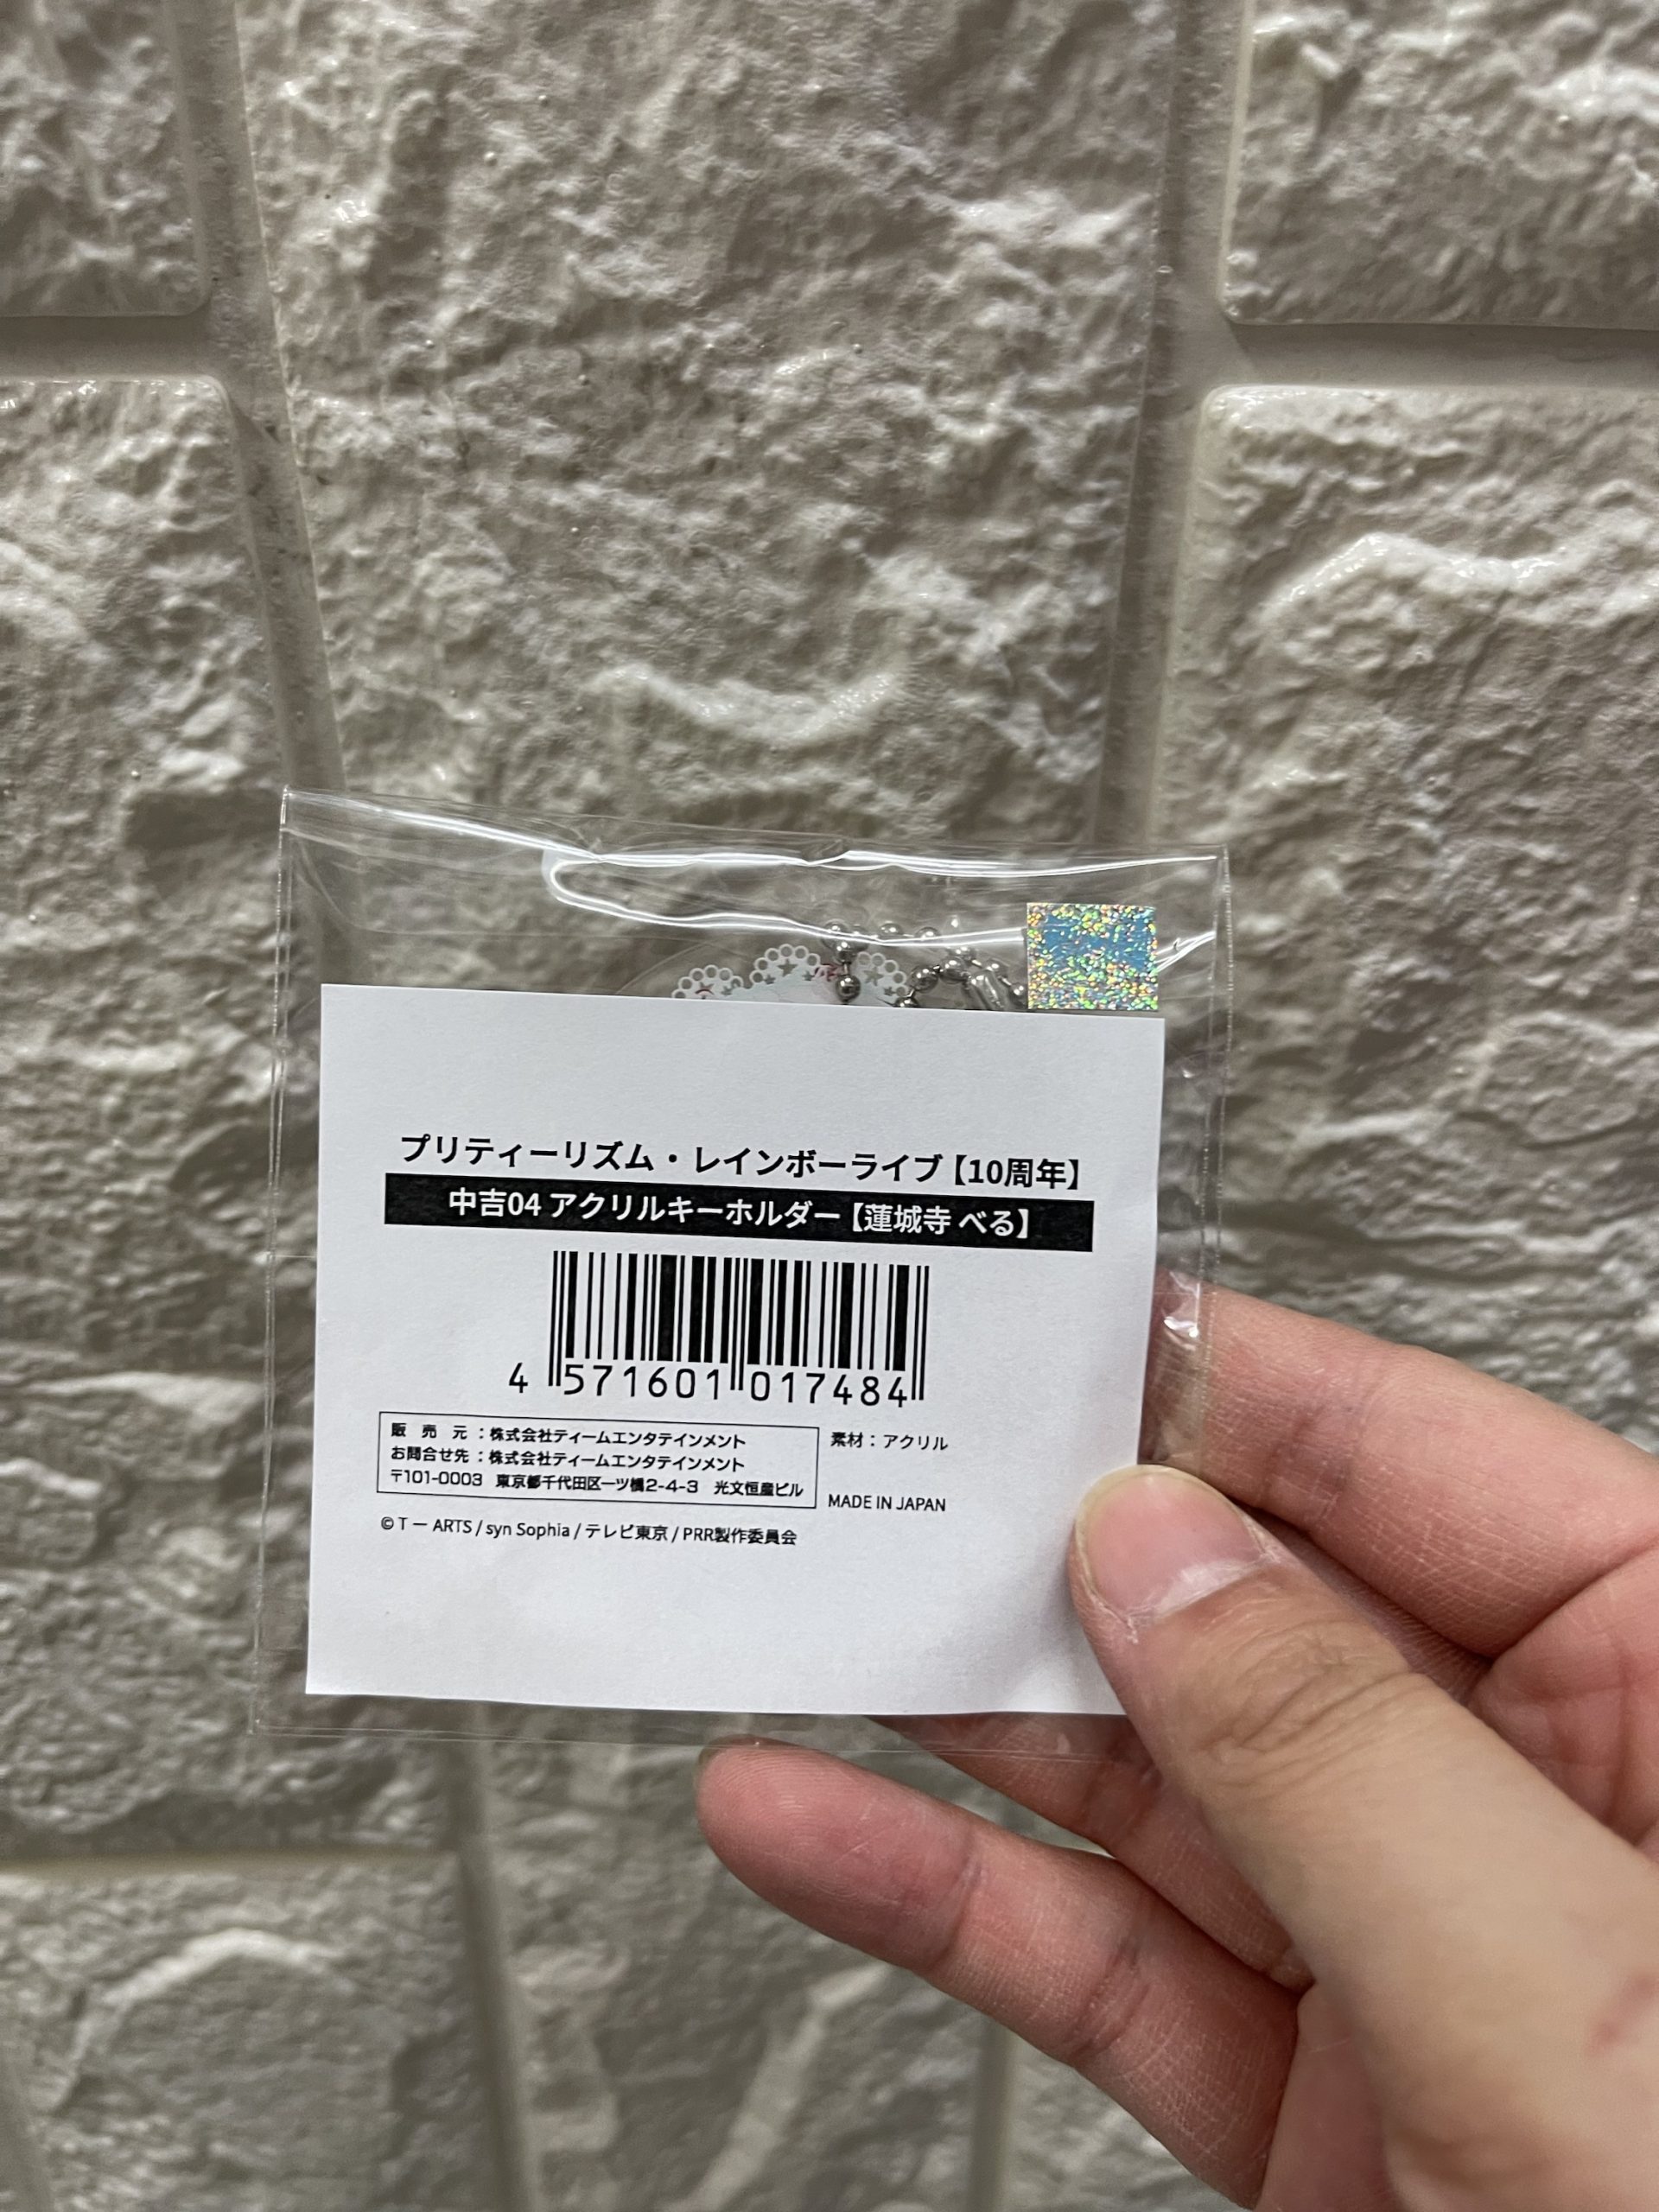 プリティーリズム・レインボーライブ【10周年】
中吉04 アクリルキーホルダー【蓮城寺 べる】
4 571601 017484
販 売 元 ：株式会社ティームエンタテインメント
お問合せ先：株式会社ティームエンタテインメント
〒101-0003 東京都千代田区一ツ橋2-4-3 光文恒産ビル
素材：アクリル
MADE IN JAPAN
© T － ARTS / syn Sophia / テレビ東京 / PRR製作委員会